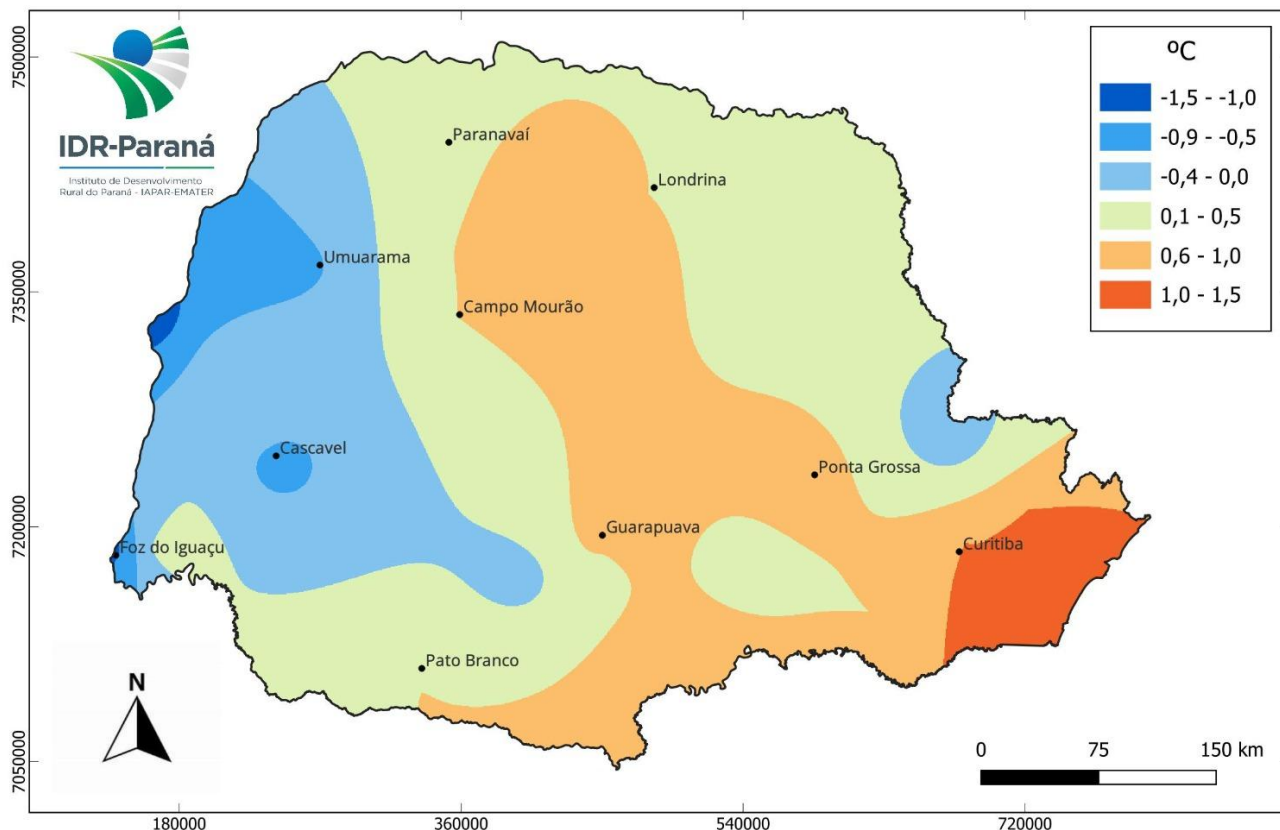 IDR-Paraná
Instituto de Desenvolvimento
Rural do Paraná - IAPAR-EMATER
ºC
-1,5 - -1,0
-0,9 - -0,5
-0,4 - 0,0
0,1 - 0,5
0,6 - 1,0
1,0 - 1,5
Paranavaí
Londrina
Umuarama
Campo Mourão
Cascavel
Ponta Grossa
Guarapuava
Foz do Iguaçu
Curitiba
Pato Branco
N
0 75 150 km
7500000
7350000
7200000
7050000
180000 360000 540000 720000